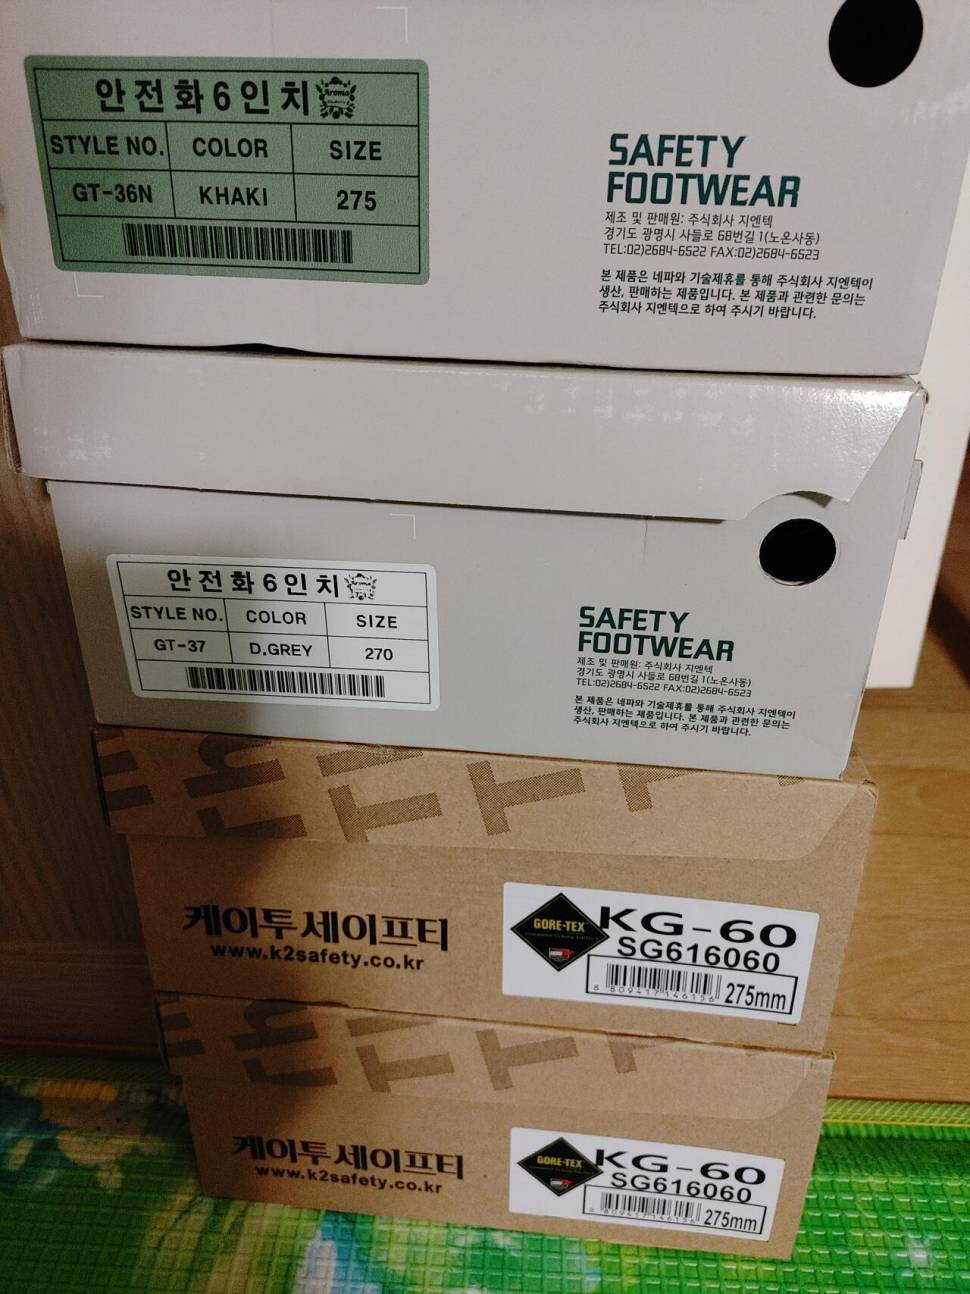 안전화6인치 Aroma
STYLE NO. COLOR SIZE
GT-36N KHAKI 275
SAFETY
FOOTWEAR
제조 및 판매원: 주식회사 지엔텍
경기도 광명시 사들로 68번길 1(노온사동)
TEL:02)2684-6522 FAX:02)2684-6523
본 제품은 네파와 기술제휴를 통해 주식회사 지엔텍이
생산, 판매하는 제품입니다. 본 제품과 관련한 문의는
주식회사 지엔텍으로 하여 주시기 바랍니다.
안전화6인치 Aroma
STYLE NO. COLOR SIZE
GT-37 D.GREY 270
SAFETY
FOOTWEAR
제조 및 판매원: 주식회사 지엔텍
경기도 광명시 사들로 68번길 1(노온사동)
TEL:02)2684-6522 FAX:02)2684-6523
본 제품은 네파와 기술제휴를 통해 주식회사 지엔텍이
생산, 판매하는 제품입니다. 본 제품과 관련한 문의는
주식회사 지엔텍으로 하여 주시기 바랍니다.
케이투세이프티
www.k2safety.co.kr
GORE-TEX
KG-60
SG616060
8 809417 146156 275mm
케이투세이프티
www.k2safety.co.kr
GORE-TEX
KG-60
SG616060
8 809417 146156 275mm